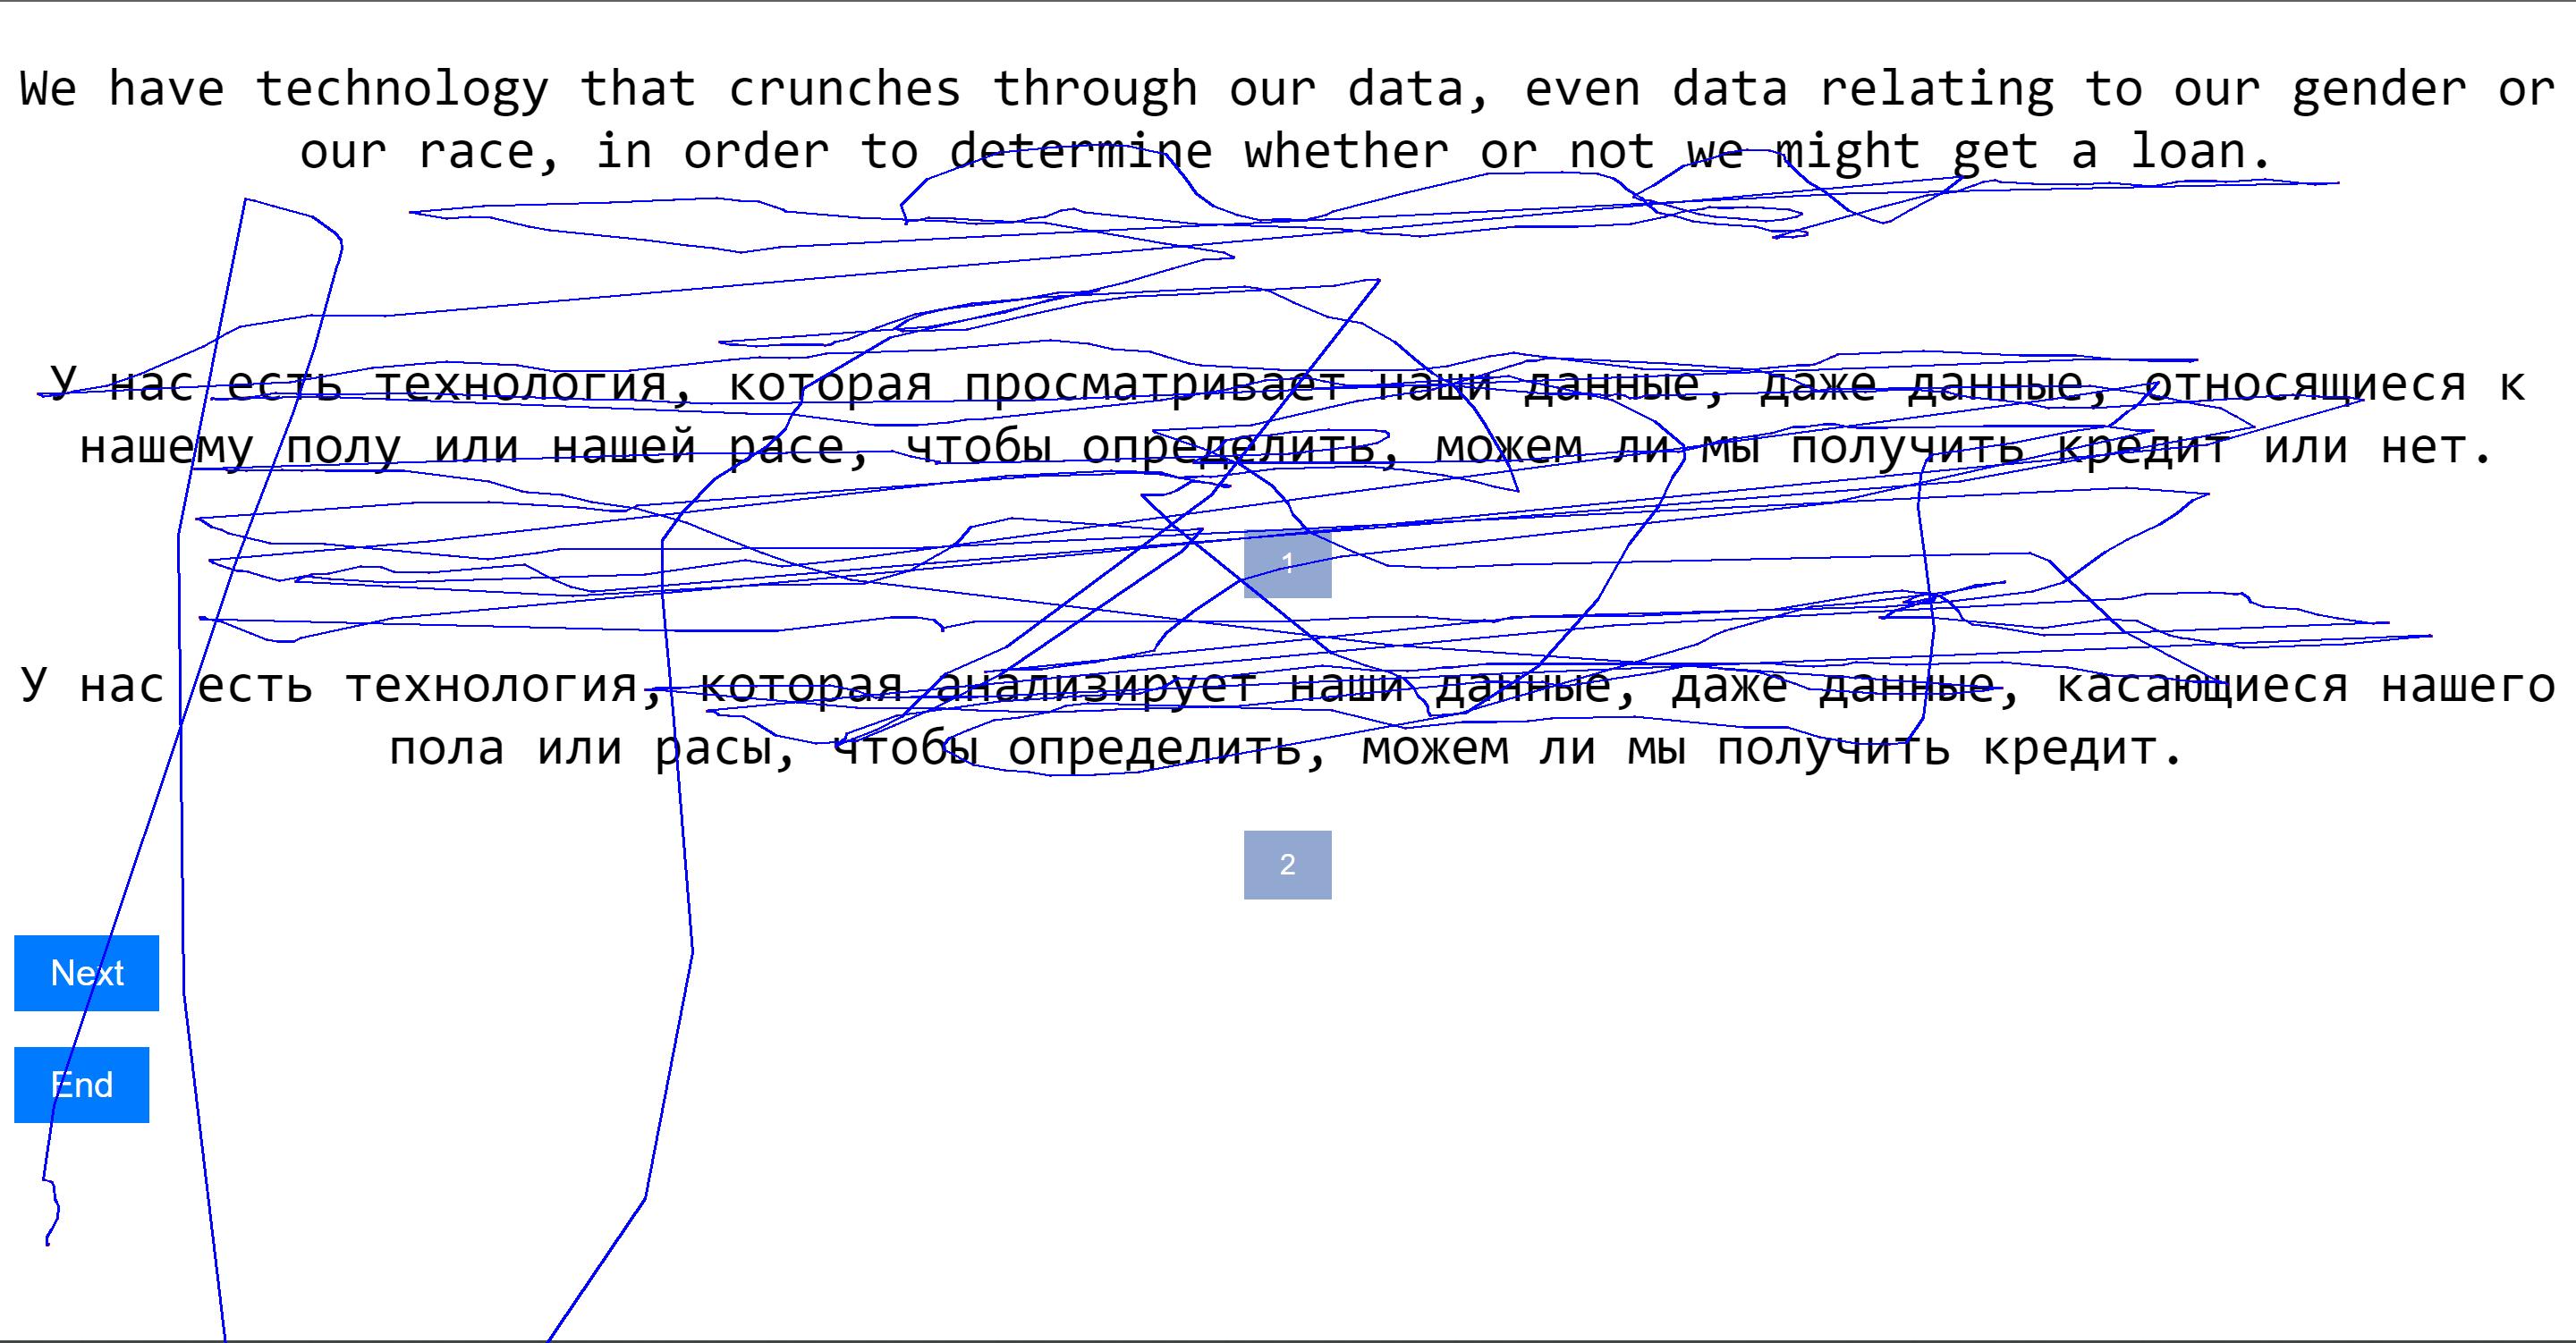 We have technology that crunches through our data, even data relating to our gender or
our race, in order to determine whether or not we might get a loan.
У нас есть технология, которая просматривает наши данные, даже данные, относящиеся к
нашему полу или нашей расе, чтобы определить, можем ли мы получить кредит или нет.
1
У нас есть технология, которая анализирует наши данные, даже данные, касающиеся нашего
пола или расы, чтобы определить, можем ли мы получить кредит.
2
Next
End